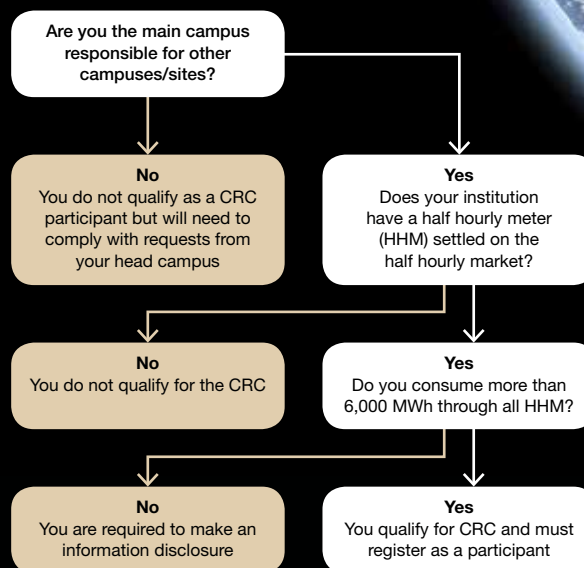 Are you the main campus
responsible for other
campuses/sites?
No
You do not qualify as a CRC
participant but will need to
comply with requests from
your head campus
Yes
Does your institution
have a half hourly meter
(HHM) settled on the
half hourly market?
No
You do not qualify for the CRC
Yes
Do you consume more than
6,000 MWh through all HHM?
No
You are required to make an
information disclosure
Yes
You qualify for CRC and must
register as a participant